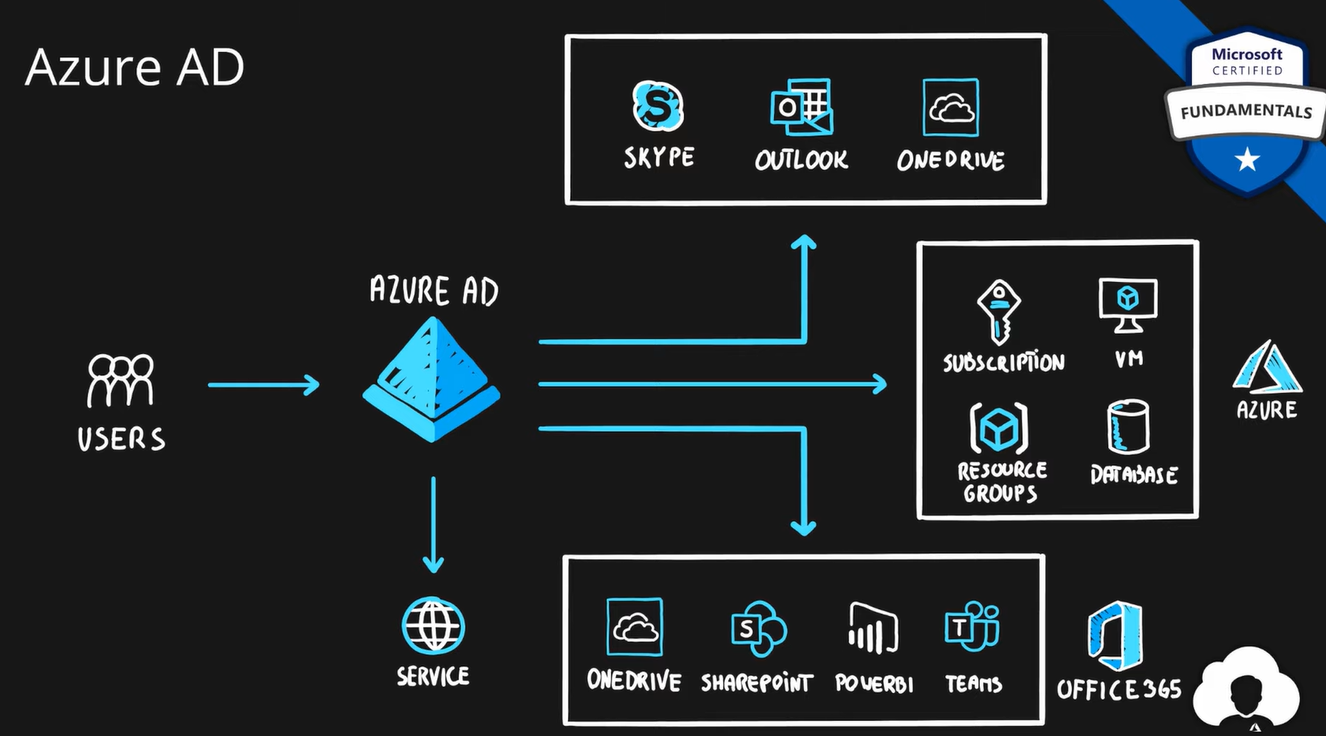 Azure AD
Microsoft
CERTIFIED
FUNDAMENTALS
S
O
SKYPE
OUTLOOK
ONEDRIVE
AZURE AD
USERS
SUBSCRIPTION
VM
RESOURCE
GROUPS
DATABASE
AZURE
SERVICE
S
T
ONEDRIVE
SHAREPOINT
POWERBI
TEAMS
OFFICE365